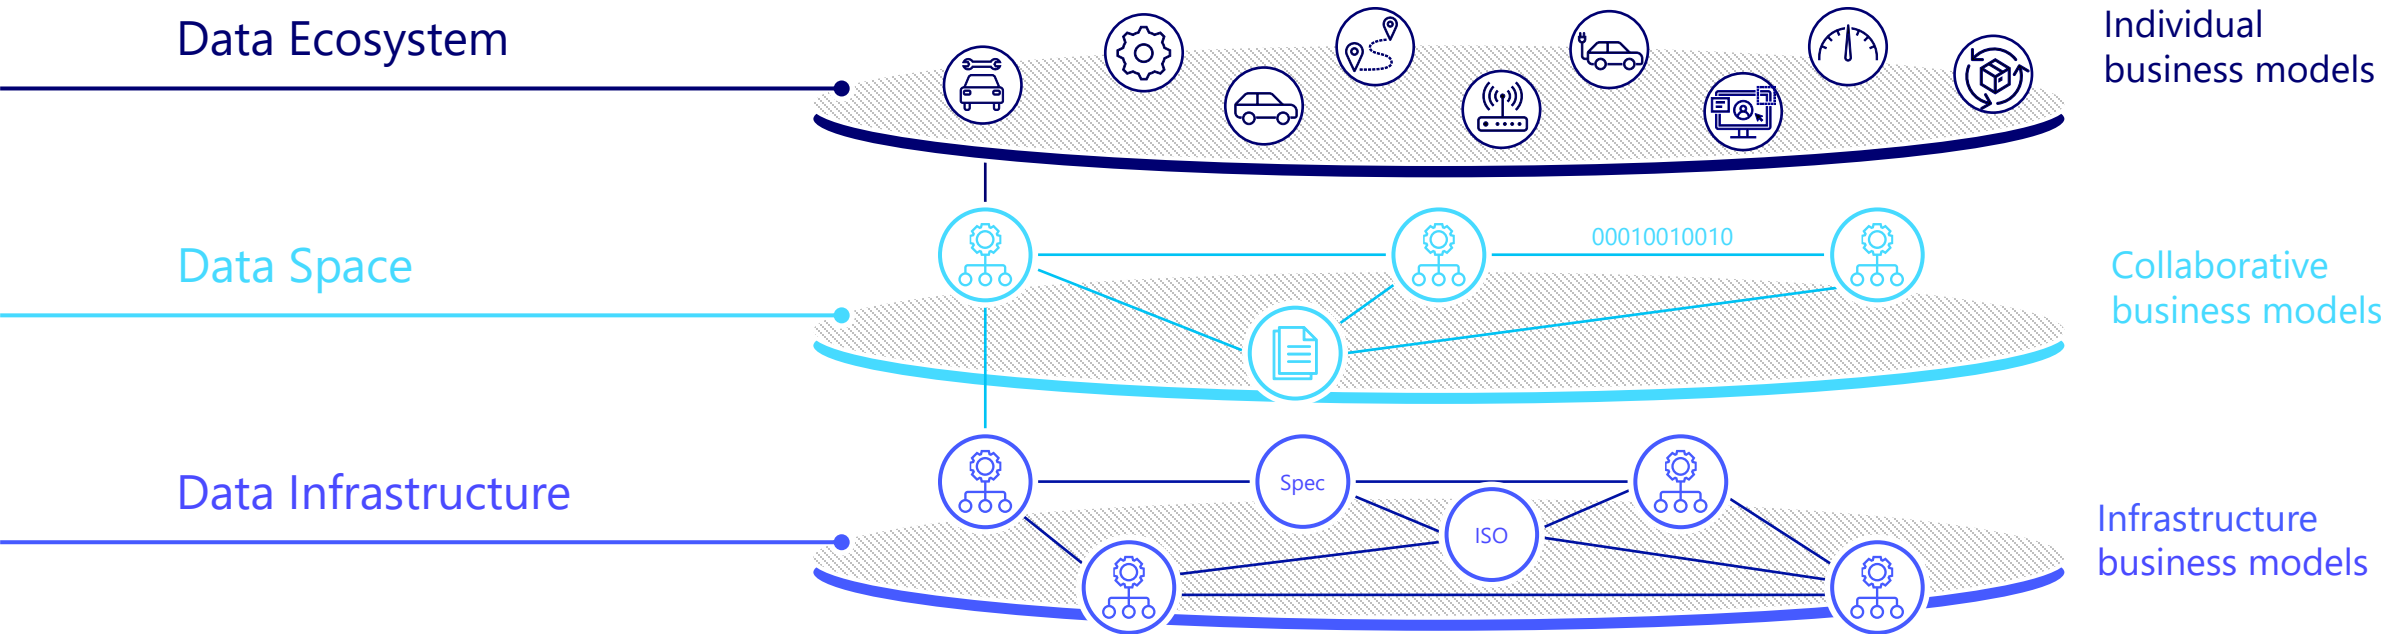 Data Ecosystem
Individual
business models
Data Space
00010010010
Collaborative
business models
Data Infrastructure
Spec
ISO
Infrastructure
business models